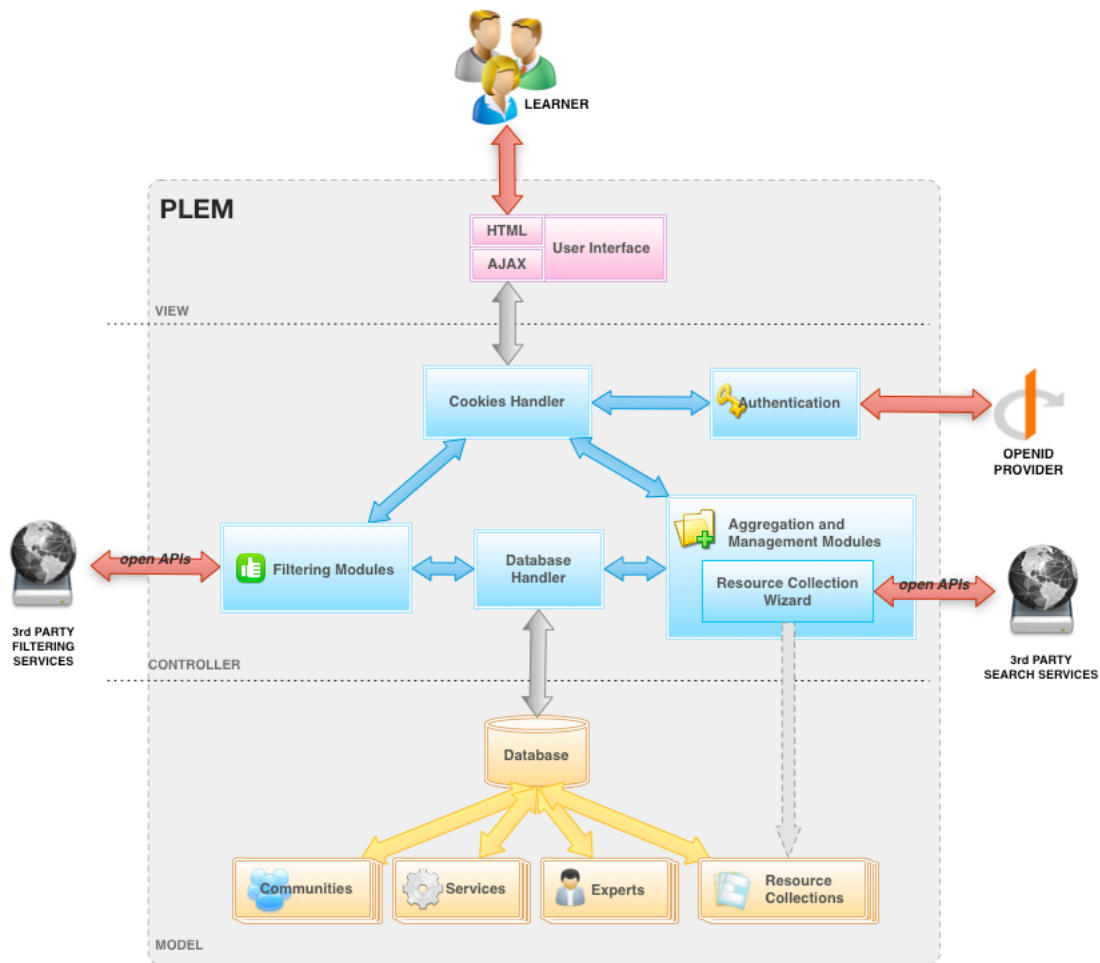 LEARNER
PLEM
HTML
User Interface
AJAX
VIEW
Cookies Handler
Authentication
OPENID
PROVIDER
open APIs
Filtering Modules
Database
Handler
Aggregation and
Management Modules
Resource Collection
Wizard
open APIs
3rd PARTY
FILTERING
SERVICES
3rd PARTY
SEARCH SERVICES
CONTROLLER
Database
Communities
Services
Experts
Resource
Collections
MODEL